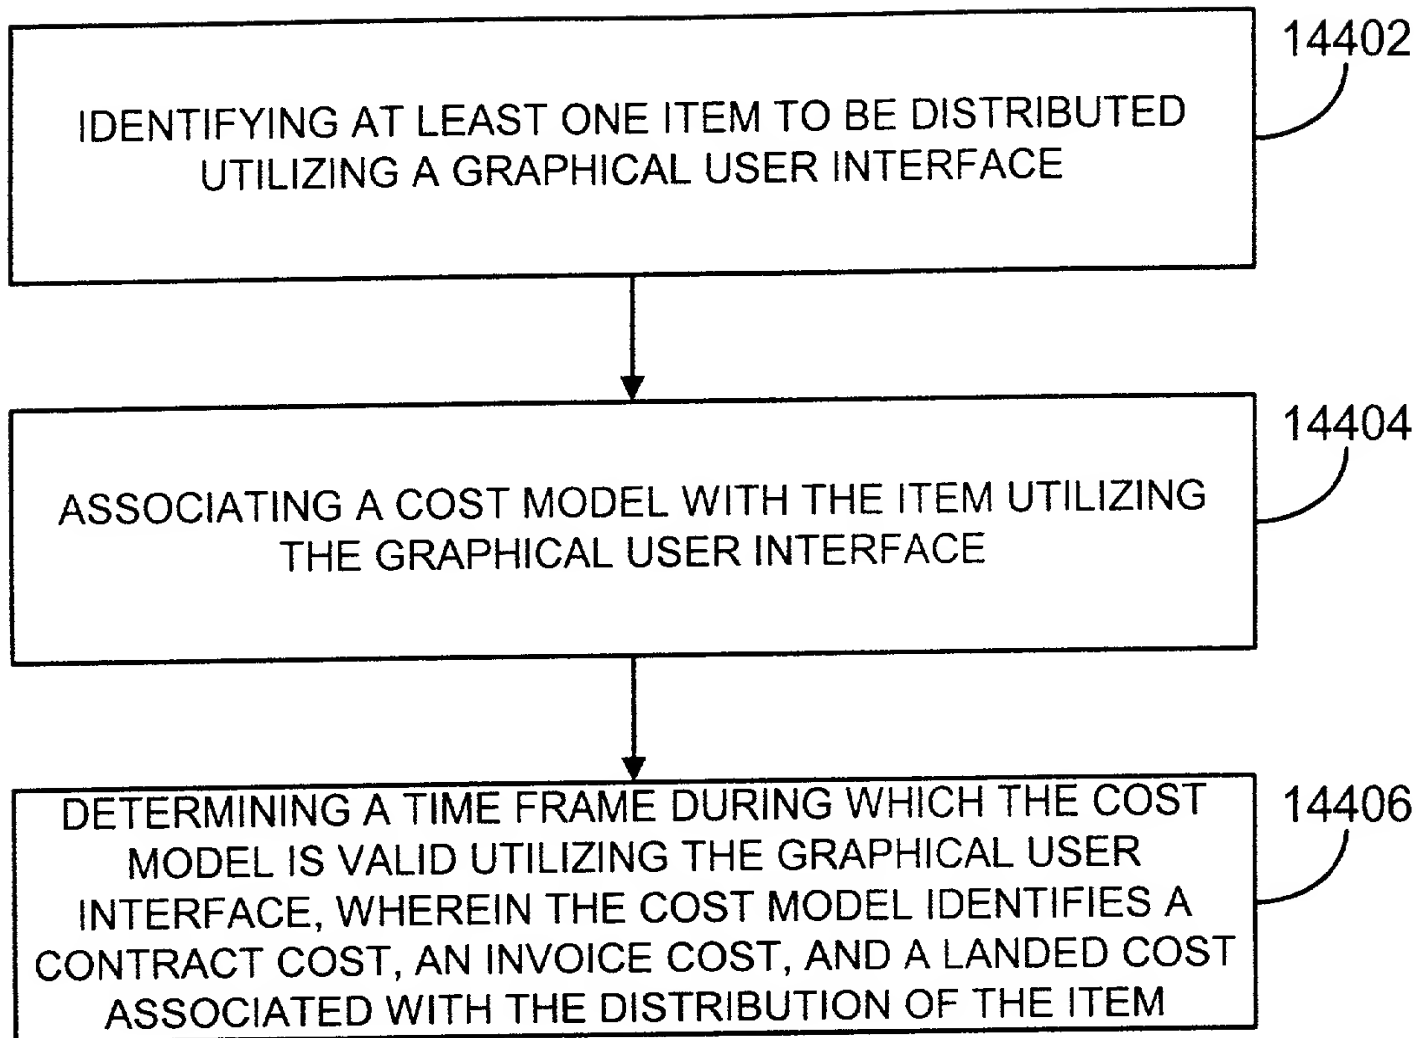 14402
IDENTIFYING AT LEAST ONE ITEM TO BE DISTRIBUTED
UTILIZING A GRAPHICAL USER INTERFACE
14404
ASSOCIATING A COST MODEL WITH THE ITEM UTILIZING
THE GRAPHICAL USER INTERFACE
14406
DETERMINING A TIME FRAME DURING WHICH THE COST
MODEL IS VALID UTILIZING THE GRAPHICAL USER
INTERFACE, WHEREIN THE COST MODEL IDENTIFIES A
CONTRACT COST, AN INVOICE COST, AND A LANDED COST
ASSOCIATED WITH THE DISTRIBUTION OF THE ITEM